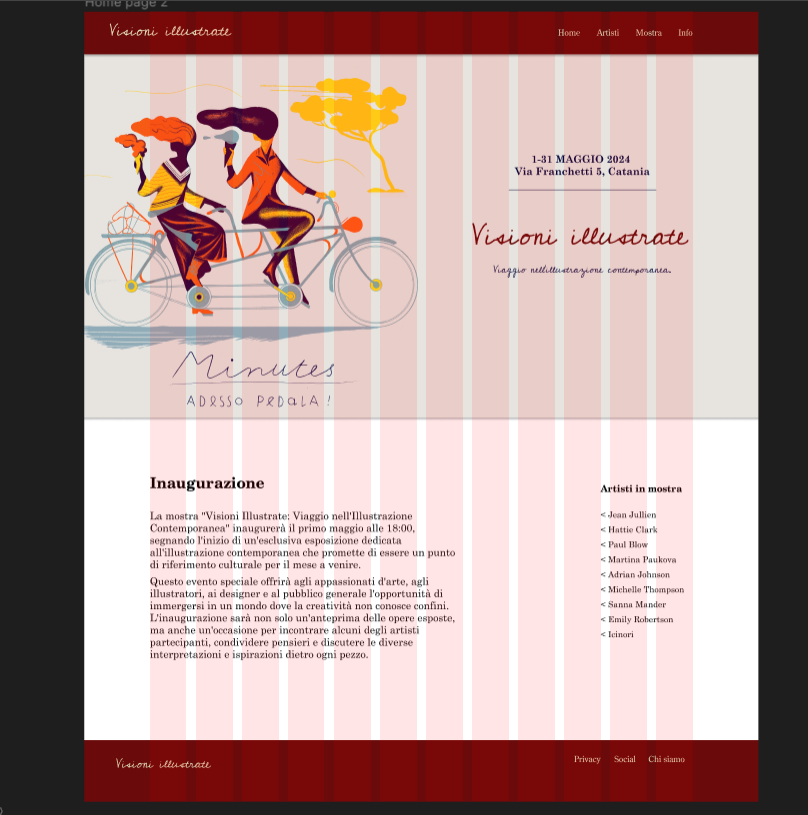 Home page 2
Visioni illustrate
Home Artisti Mostra Info
1-31 MAGGIO 2024
Via Franchetti 5, Catania
Visioni illustrate
Viaggio nell'illustrazione contemporanea.
Minutes
ADESSO PEDALA !
Inaugurazione
La mostra "Visioni Illustrate: Viaggio nell'Illustrazione
Contemporanea" inaugurerà il primo maggio alle 18:00,
segnando l'inizio di un'esclusiva esposizione dedicata
all'illustrazione contemporanea che promette di essere un punto
di riferimento culturale per il mese a venire.
Questo evento speciale offrirà agli appassionati d'arte, agli
illustratori, ai designer e al pubblico generale l'opportunità di
immergersi in un mondo dove la creatività non conosce confini.
L'inaugurazione sarà non solo un'anteprima delle opere esposte,
ma anche un'occasione per incontrare alcuni degli artisti
partecipanti, condividere pensieri e discutere le diverse
interpretazioni e ispirazioni dietro ogni pezzo.
Artisti in mostra
< Jean Jullien
< Hattie Clark
< Paul Blow
< Martina Paukova
< Adrian Johnson
< Michelle Thompson
< Sanna Mander
< Emily Robertson
< Icinori
Visioni illustrate
Privacy Social Chi siamo